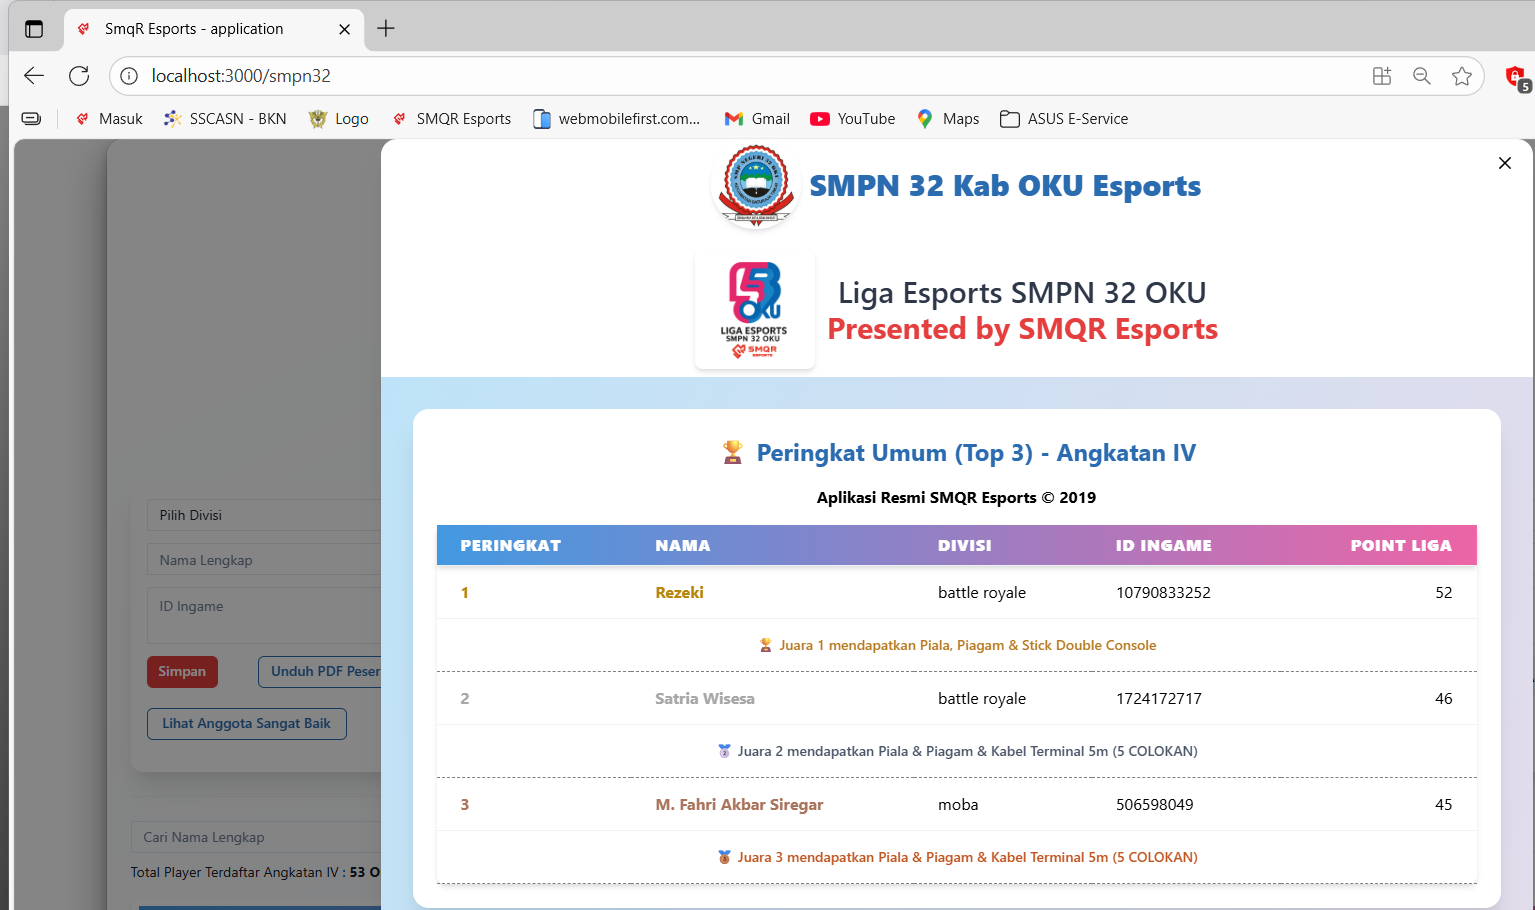 SmqR Esports - application
localhost:3000/smpn32
5
Masuk
SSCASN - BKN
Logo
SMQR Esports
webmobilefirst.com...
Gmail
YouTube
Maps
ASUS E-Service
SMPN 32 Kab OKU Esports
OKU
LIGA ESPORTS
SMPN 32 OKU
SMQR
ESPORTS
Liga Esports SMPN 32 OKU
Presented by SMQR Esports
Peringkat Umum (Top 3) - Angkatan IV
Aplikasi Resmi SMQR Esports © 2019
PERINGKAT NAMA DIVISI ID INGAME POINT LIGA
1 Rezeki battle royale 10790833252 52
Juara 1 mendapatkan Piala, Piagam & Stick Double Console
2 Satria Wisesa battle royale 1724172717 46
Juara 2 mendapatkan Piala & Piagam & Kabel Terminal 5m (5 COLOKAN)
3 M. Fahri Akbar Siregar moba 506598049 45
Juara 3 mendapatkan Piala & Piagam & Kabel Terminal 5m (5 COLOKAN)
Pilih Divisi
Nama Lengkap
ID Ingame
Simpan
Unduh PDF Peser
Lihat Anggota Sangat Baik
Cari Nama Lengkap
Total Player Terdaftar Angkatan IV : 53 O